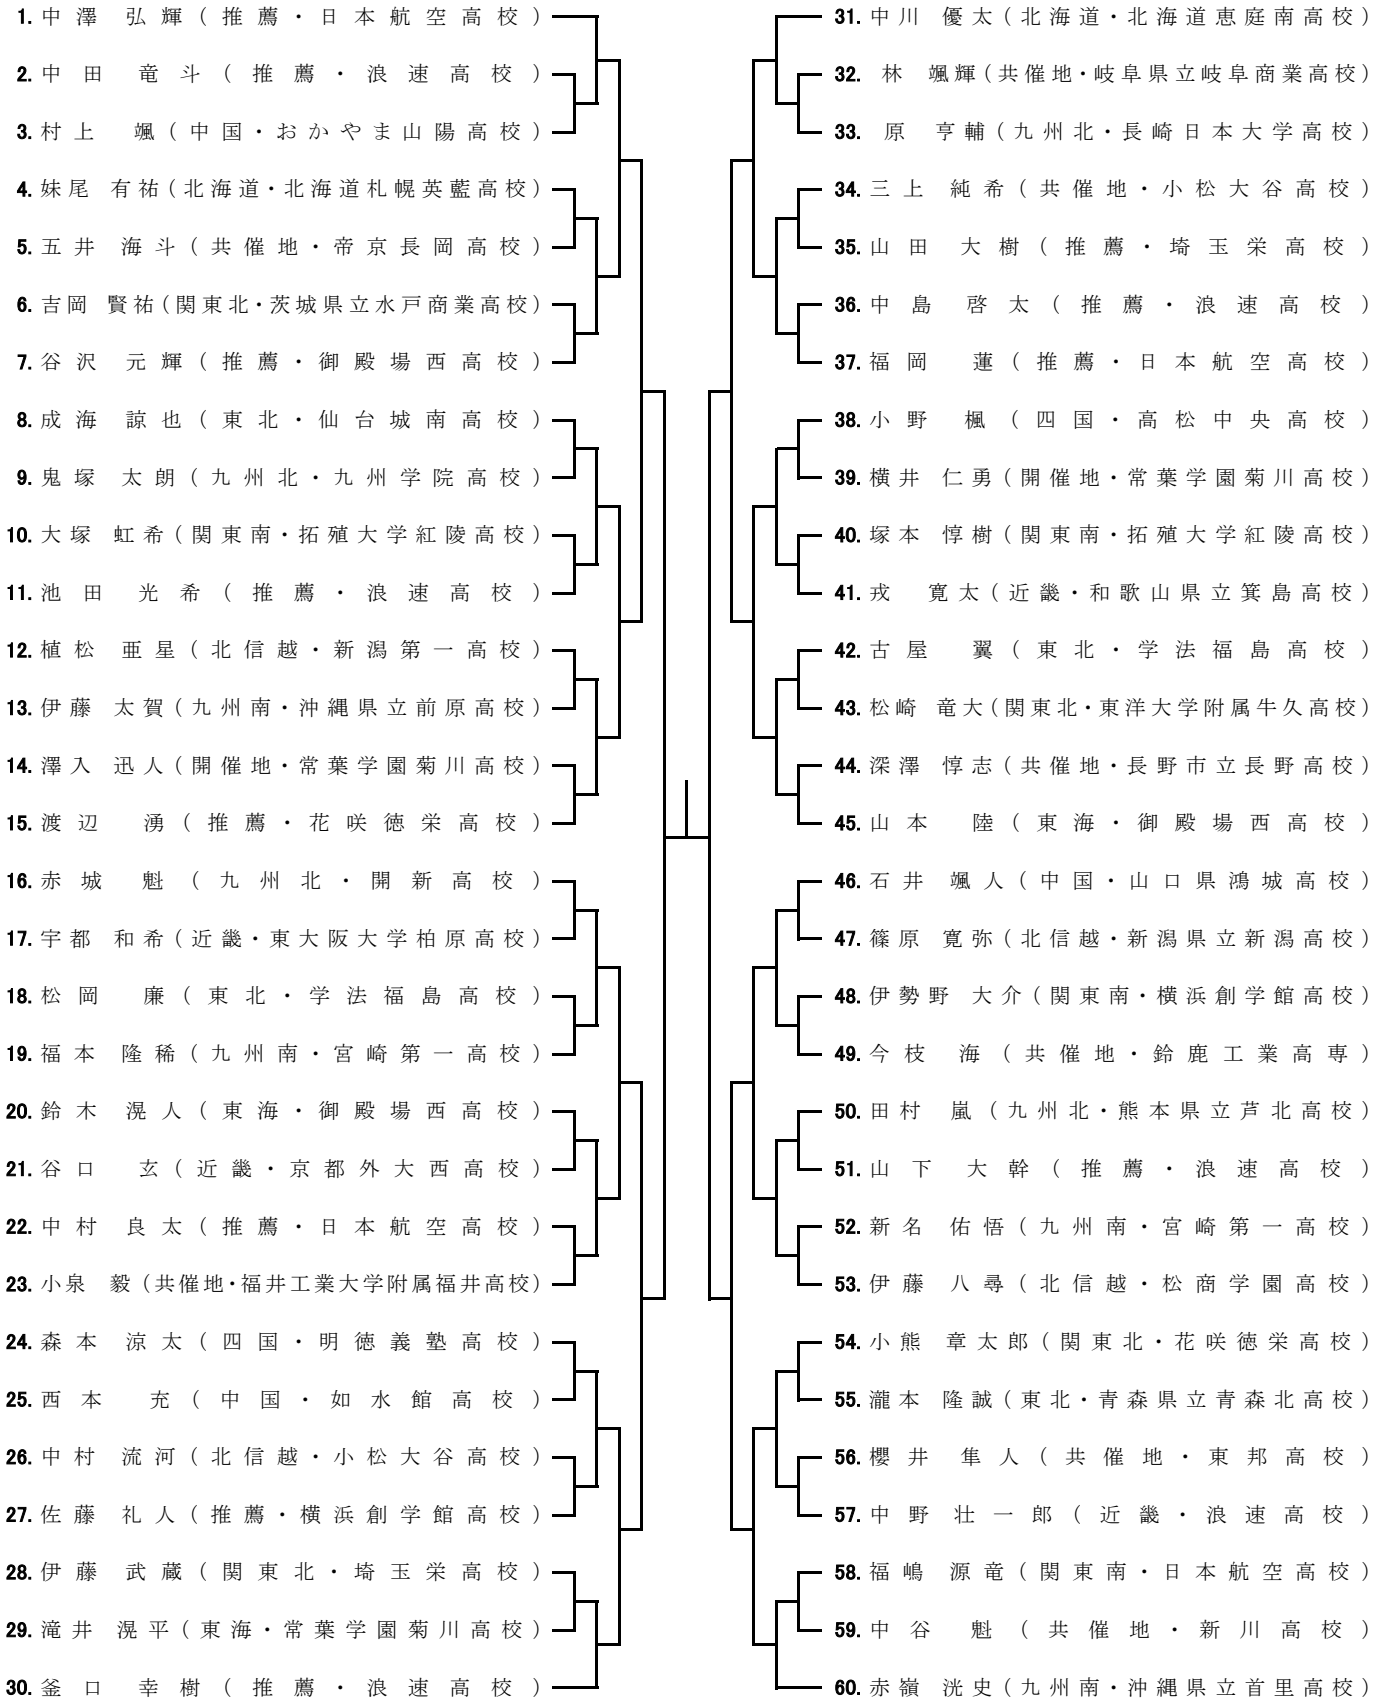 1. 中澤 弘輝(推薦・日本航空高校)
2. 中田 竜斗(推薦・浪速高校)
3. 村上 颯(中国・おかやま山陽高校)
4. 妹尾 有祐(北海道・北海道札幌英藍高校)
5. 五井 海斗(共催地・帝京長岡高校)
6. 吉岡 賢祐(関東北・茨城県立水戸商業高校)
7. 谷沢 元輝(推薦・御殿場西高校)
8. 成海 諒也(東北・仙台城南高校)
9. 鬼塚 太朗(九州北・九州学院高校)
10. 大塚 虹希(関東南・拓殖大学紅陵高校)
11. 池田 光希(推薦・浪速高校)
12. 植松 亜星(北信越・新潟第一高校)
13. 伊藤 太賀(九州南・沖縄県立前原高校)
14. 澤入 迅人(開催地・常葉学園菊川高校)
15. 渡辺 湧(推薦・花咲徳栄高校)
16. 赤城 魁(九州北・開新高校)
17. 宇都 和希(近畿・東大阪大学柏原高校)
18. 松岡 廉(東北・学法福島高校)
19. 福本 隆稀(九州南・宮崎第一高校)
20. 鈴木 滉人(東海・御殿場西高校)
21. 谷口 玄(近畿・京都外大西高校)
22. 中村 良太(推薦・日本航空高校)
23. 小泉 毅(共催地・福井工業大学附属福井高校)
24. 森本 涼太(四国・明徳義塾高校)
25. 西本 充(中国・如水館高校)
26. 中村 流河(北信越・小松大谷高校)
27. 佐藤 礼人(推薦・横浜創学館高校)
28. 伊藤 武蔵(関東北・埼玉栄高校)
29. 滝井 滉平(東海・常葉学園菊川高校)
30. 釜口 幸樹(推薦・浪速高校)
31. 中川 優太(北海道・北海道恵庭南高校)
32. 林 颯輝(共催地・岐阜県立岐阜商業高校)
33. 原 亨輔(九州北・長崎日本大学高校)
34. 三上 純希(共催地・小松大谷高校)
35. 山田 大樹(推薦・埼玉栄高校)
36. 中島 啓太(推薦・浪速高校)
37. 福岡 蓮(推薦・日本航空高校)
38. 小野 楓(四国・高松中央高校)
39. 横井 仁勇(開催地・常葉学園菊川高校)
40. 塚本 惇樹(関東南・拓殖大学紅陵高校)
41. 戎 寛太(近畿・和歌山県立箕島高校)
42. 古屋 翼(東北・学法福島高校)
43. 松崎 竜大(関東北・東洋大学附属牛久高校)
44. 深澤 惇志(共催地・長野市立長野高校)
45. 山本 陸(東海・御殿場西高校)
46. 石井 颯人(中国・山口県鴻城高校)
47. 篠原 寛弥(北信越・新潟県立新潟高校)
48. 伊勢野 大介(関東南・横浜創学館高校)
49. 今枝 海(共催地・鈴鹿工業高専)
50. 田村 嵐(九州北・熊本県立芦北高校)
51. 山下 大幹(推薦・浪速高校)
52. 新名 佑悟(九州南・宮崎第一高校)
53. 伊藤 八尋(北信越・松商学園高校)
54. 小熊 章太郎(関東北・花咲徳栄高校)
55. 瀧本 隆誠(東北・青森県立青森北高校)
56. 櫻井 隼人(共催地・東邦高校)
57. 中野 壮一郎(近畿・浪速高校)
58. 福嶋 源竜(関東南・日本航空高校)
59. 中谷 魁(共催地・新川高校)
60. 赤嶺 洸史(九州南・沖縄県立首里高校)